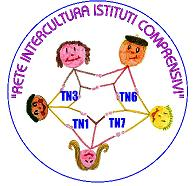 "RETE INTERCULTURA ISTITUTI COMPRENSIVI"
TN3 TN6
TN1 TN7